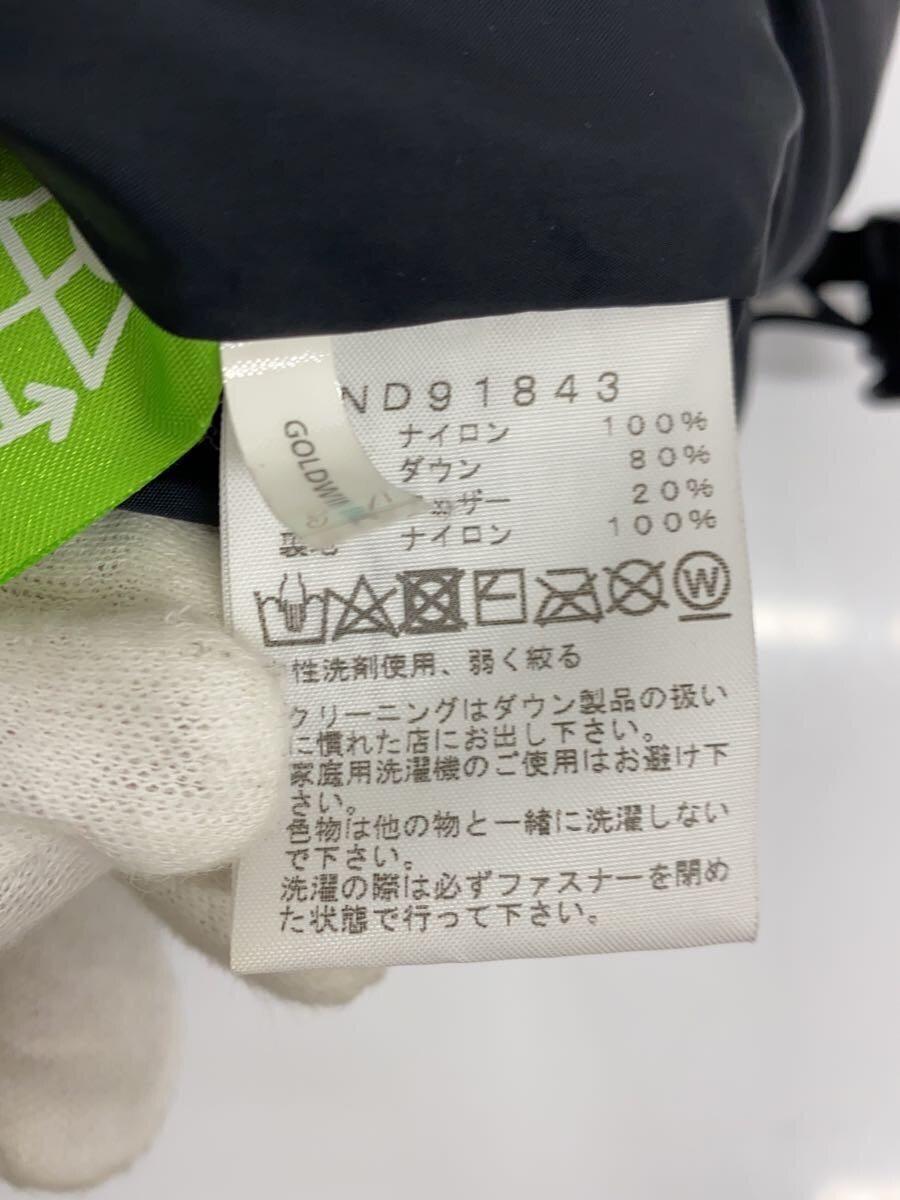 ND91843
ナイロン 100%
ダウン 80%
ェザー 20%
裏地 ナイロン 100%
GOLDWI
W
性洗剤使用、弱く絞る
クリーニングはダウン製品の扱い
に慣れた店にお出し下さい。
家庭用洗濯機のご使用はお避け下
さい。
色物は他の物と一緒に洗濯しない
で下さい。
洗濯の際は必ずファスナーを閉め
た状態で行って下さい。